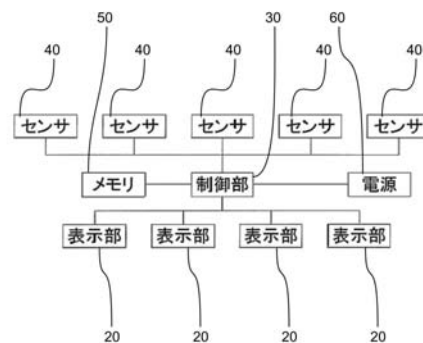 50 30 60
40 40 40 40 40
センサ センサ センサ センサ センサ
メモリ 制御部 電源
表示部 表示部 表示部 表示部
20 20 20 20